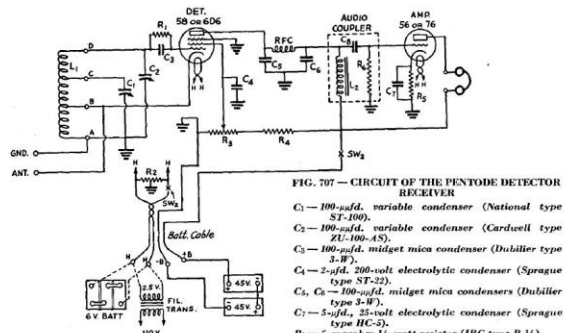 DET.
58 OR 6D6
AUDIO
COUPLER
AMP.
56 OR 76
R1
C3
D
L1
C
C1
C2
B
A
GND.
ANT.
H H
RFC
C5
C6
C4
C8
R6
L2
C7
R5
H H
R3
R4
SW2
H
R2
H
SW2
Batt. Cable
H
H
-B
+B
45V.
45V.
6 V. BATT
2.5 V.
FIL.
TRANS.
110V
FIG. 707 — CIRCUIT OF THE PENTODE DETECTOR
RECEIVER
C1 — 100-μμfd. variable condenser (National type
ST-100).
C2 — 100-μμfd. variable condenser (Cardwell type
ZU-100-AS).
C3 — 100-μμfd. midget mica condenser (Dubilier type
3-W).
C4 — 2-μfd. 200-volt electrolytic condenser (Sprague
type ST-22).
C5, C6 — 100-μμfd. midget mica condensers (Dubilier
type 3-W).
C7 — 5-μfd., 25-volt electrolytic condenser (Sprague
type HC-5).